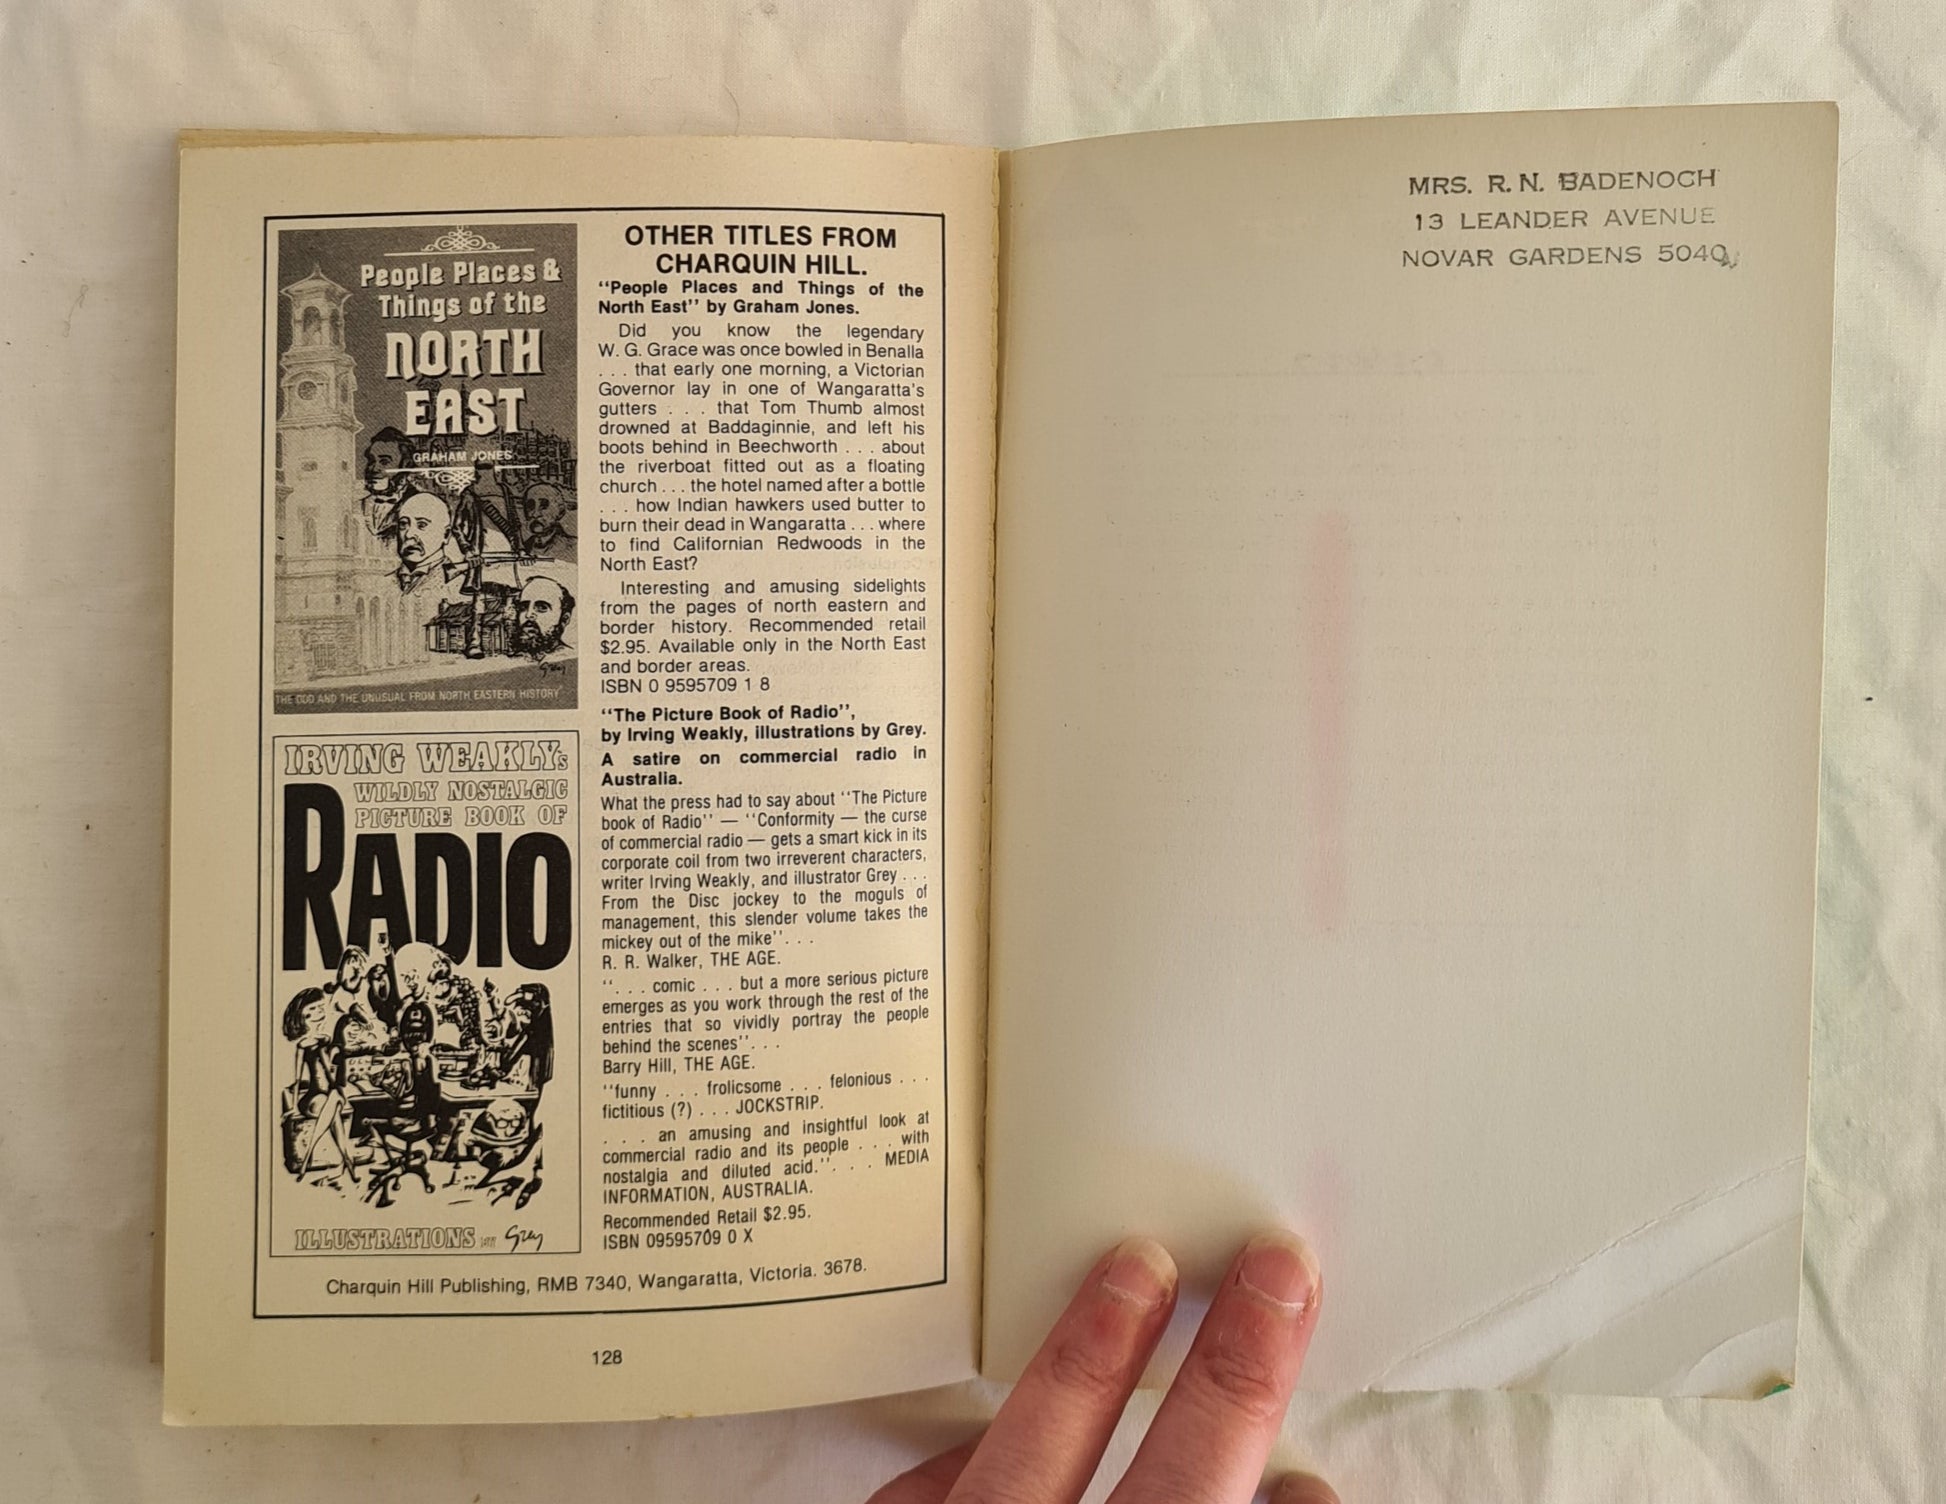 People Places &
Things of the
NORTH
EAST
GRAHAM JONES
Grey
"THE ODD AND THE UNUSUAL FROM NORTH EASTERN HISTORY"
IRVING WEAKLY's
WILDLY NOSTALGIC
PICTURE BOOK OF
RADIO
ILLUSTRATIONS BY Grey
OTHER TITLES FROM
CHARQUIN HILL.
"People Places and Things of the
North East" by Graham Jones.
Did you know the legendary
W. G. Grace was once bowled in Benalla
. . . that early one morning, a Victorian
Governor lay in one of Wangaratta's
gutters . . . that Tom Thumb almost
drowned at Baddaginnie, and left his
boots behind in Beechworth . . . about
the riverboat fitted out as a floating
church . . . the hotel named after a bottle
. . . how Indian hawkers used butter to
burn their dead in Wangaratta . . . where
to find Californian Redwoods in the
North East?
Interesting and amusing sidelights
from the pages of north eastern and
border history. Recommended retail
$2.95. Available only in the North East
and border areas.
ISBN 0 9595709 1 8
"The Picture Book of Radio",
by Irving Weakly, illustrations by Grey.
A satire on commercial radio in
Australia.
What the press had to say about "The Picture
book of Radio" — "Conformity — the curse
of commercial radio — gets a smart kick in its
corporate coil from two irreverent characters,
writer Irving Weakly, and illustrator Grey . . .
From the Disc jockey to the moguls of
management, this slender volume takes the
mickey out of the mike" . . .
R. R. Walker, THE AGE.
". . . comic . . . but a more serious picture
emerges as you work through the rest of the
entries that so vividly portray the people
behind the scenes" . . .
Barry Hill, THE AGE.
"funny . . . frolicsome . . . felonious . . .
fictitious (?) . . . JOCKSTRIP.
. . . an amusing and insightful look at
commercial radio and its people . . . with
nostalgia and diluted acid." . . . MEDIA
INFORMATION, AUSTRALIA.
Recommended Retail $2.95.
ISBN 09595709 0 X
Charquin Hill Publishing, RMB 7340, Wangaratta, Victoria. 3678.
128
MRS. R. N. BADENOCH
13 LEANDER AVENUE
NOVAR GARDENS 5040